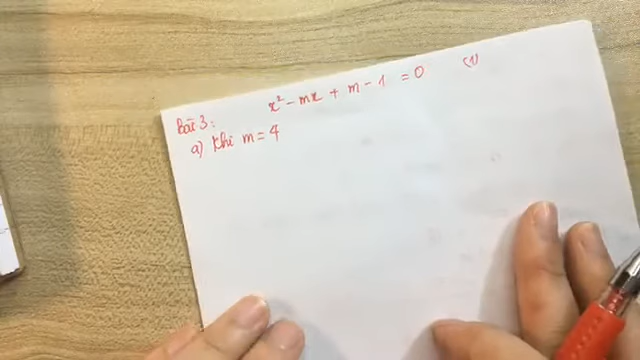 x² - mx + m - 1 = 0 (1)
Bài 3:
a) Khi m = 4